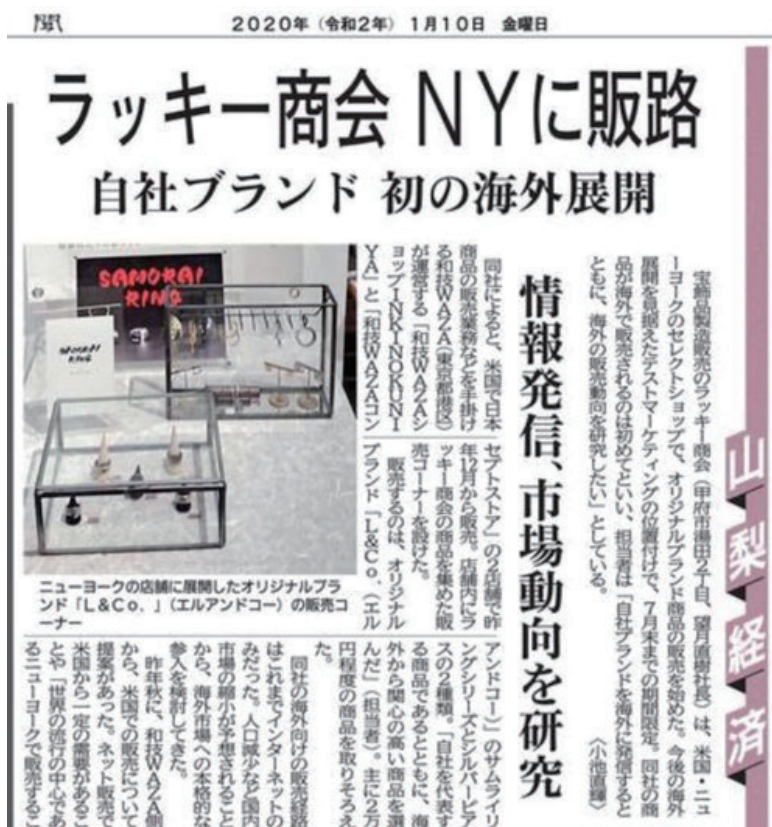 2020年(令和2年) 1月10日 金曜日
ラッキー商会 NYに販路
自社ブランド 初の海外展開
山梨経済
情報発信、市場動向を研究
宝飾品製造販売のラッキー商会(甲府市湯田2丁目、望月直樹社長)は、米国・ニュ
ーヨークのセレクトショップで、オリジナルブランド商品の販売を始めた。今後の海外
展開を見据えたテストマーケティングの位置付けで、7月末までの期間限定。同社の商
品が海外で販売されるのは初めてといい、担当者は「自社ブランドを海外に発信すると
ともに、海外の販売動向を研究したい」としている。
〈小池直輝〉
同社によると、米国で日本
商品の販売業務などを手掛け
る和技WAZA(東京都港区)
が運営する「和技WAZAシ
ョップINKINOKUNI
YA」と「和技WAZAコン
セプトストア」の2店舗で昨
年12月から販売。店舗内にラ
ッキー商会の商品を集めた販
売コーナーを設けた。
販売するのは、オリジナル
ブランド「L&Co.(エル
アンドコー)」のサムライリ
ングシリーズとシルバーピア
スの2種類。「自社を代表す
る商品であるとともに、海
外から関心の高い商品を選
んだ」(担当者)。主に2万
円程度の商品を取りそろえ
た。
同社の海外向けの販売経路
はこれまでインターネットの
みだった。人口減少など国内
市場の縮小が予想されること
から、海外市場への本格的な
参入を検討してきた。
昨年秋に、和技WAZA側
から、米国での販売について
提案があった。ネット販売で
米国から一定の需要があるこ
とや「世界の流行の中心であ
るニューヨークで販売するこ
SAMURAI
RING
SAMURAI
RING
ニューヨークの店舗に展開したオリジナルブラ
ンド「L&Co.」(エルアンドコー)の販売コ
ーナー